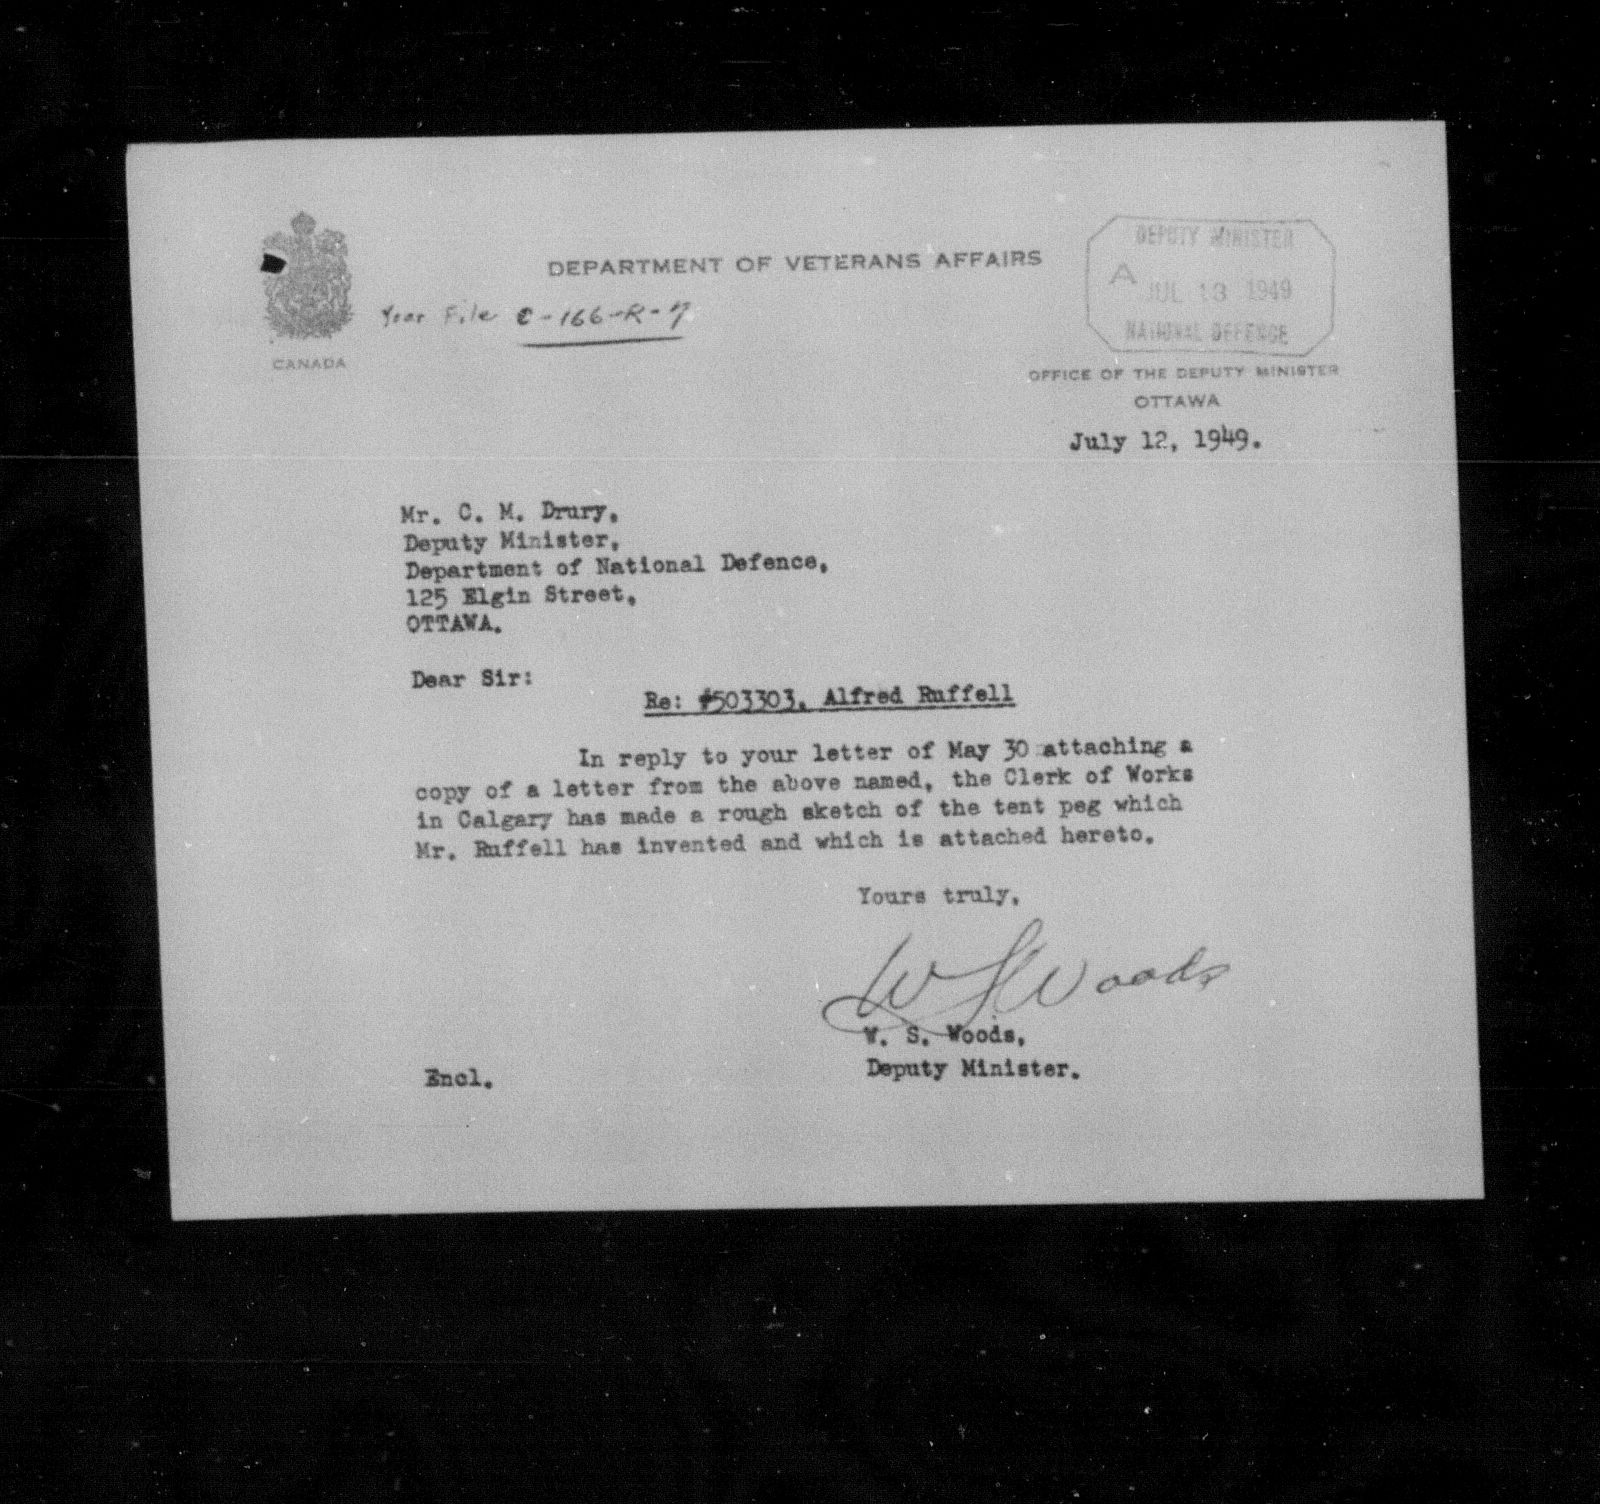 DEPARTMENT OF VETERANS AFFAIRS
Your File C-166-R-7
CANADA
DEPUTY MINISTER
A JUL 13 1949
NATIONAL DEFENCE
OFFICE OF THE DEPUTY MINISTER
OTTAWA
July 12, 1949.
Mr. C. M. Drury,
Deputy Minister,
Department of National Defence,
125 Elgin Street,
OTTAWA.
Dear Sir:
Re: #503303, Alfred Ruffell
In reply to your letter of May 30 attaching a
copy of a letter from the above named, the Clerk of Works
in Calgary has made a rough sketch of the tent peg which
Mr. Ruffell has invented and which is attached hereto.
Yours truly,
W S Woods
W. S. Woods,
Deputy Minister.
Encl.